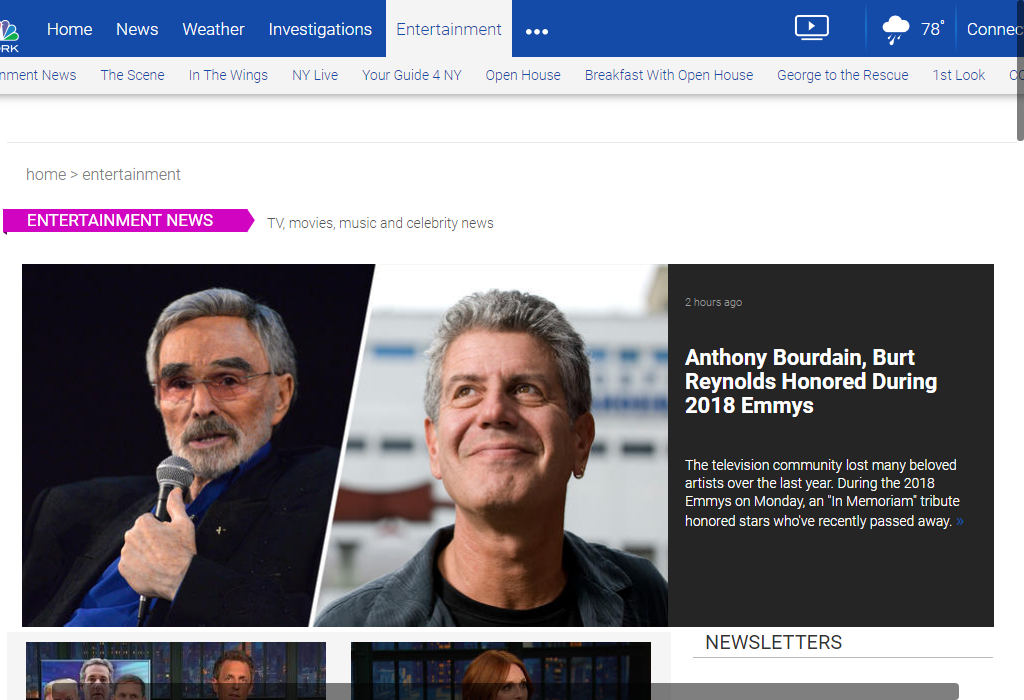 Home News Weather Investigations Entertainment ••• 78° Connec
RK
nment News The Scene In The Wings NY Live Your Guide 4 NY Open House Breakfast With Open House George to the Rescue 1st Look
home > entertainment
ENTERTAINMENT NEWS TV, movies, music and celebrity news
2 hours ago
Anthony Bourdain, Burt
Reynolds Honored During
2018 Emmys
The television community lost many beloved
artists over the last year. During the 2018
Emmys on Monday, an "In Memoriam" tribute
honored stars who've recently passed away. »
NEWSLETTERS